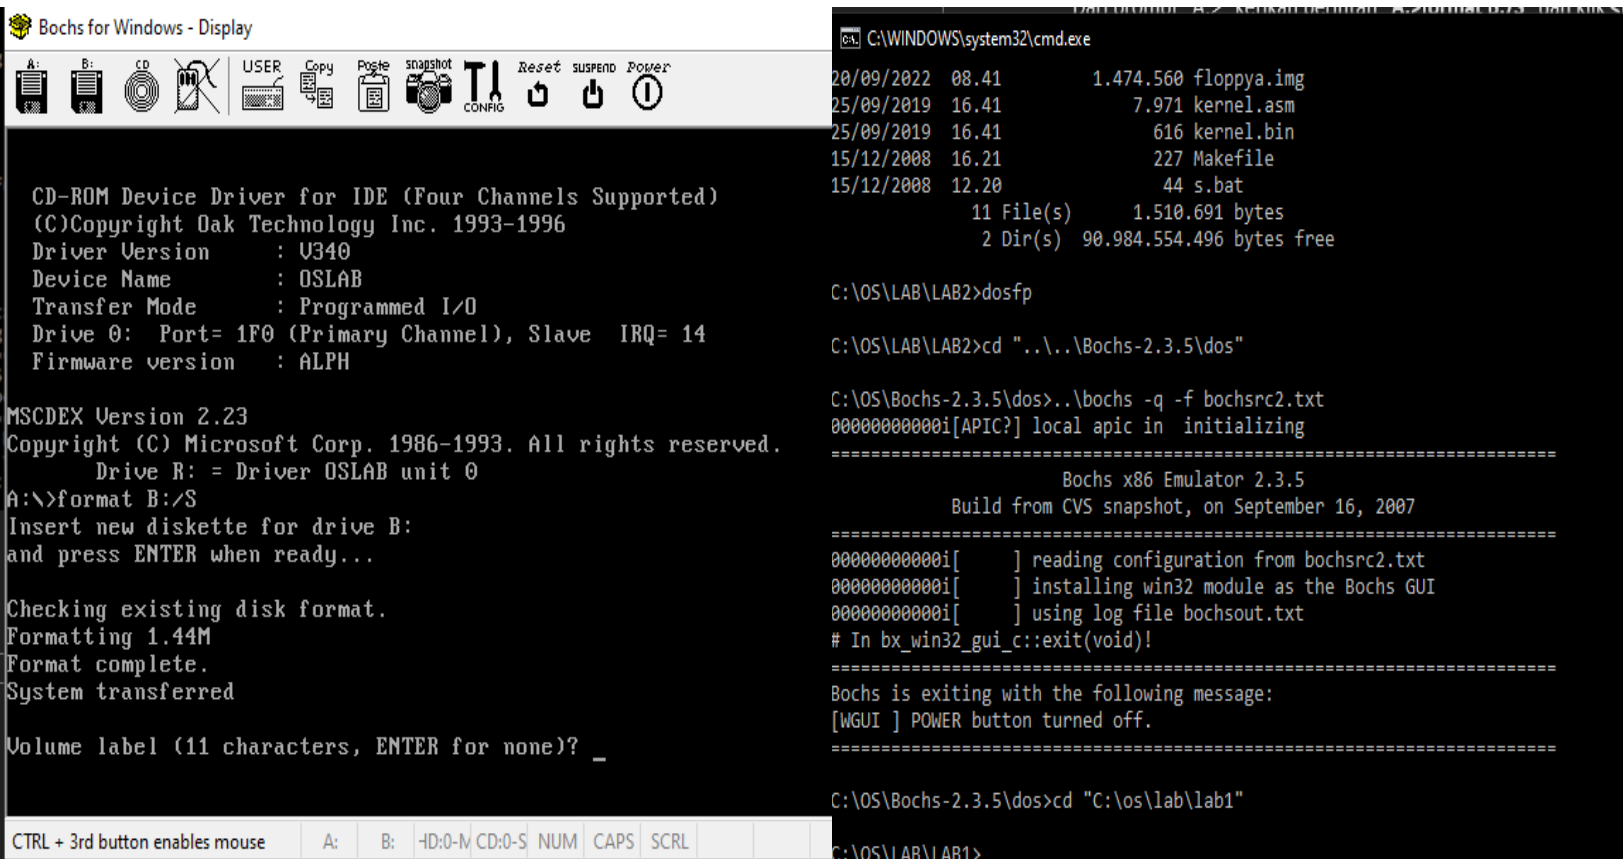 Bochs for Windows - Display
A: B: CD USER Copy Paste snapshot CONFIG Reset SUSPEND Power
CD-ROM Device Driver for IDE (Four Channels Supported)
(C)Copyright Oak Technology Inc. 1993-1996
Driver Version : V340
Device Name : OSLAB
Transfer Mode : Programmed I/O
Drive 0: Port= 1F0 (Primary Channel), Slave IRQ= 14
Firmware version : ALPH
MSCDEX Version 2.23
Copyright (C) Microsoft Corp. 1986-1993. All rights reserved.
Drive R: = Driver OSLAB unit 0
A:\>format B:/S
Insert new diskette for drive B:
and press ENTER when ready...
Checking existing disk format.
Formatting 1.44M
Format complete.
System transferred
Volume label (11 characters, ENTER for none)? _
CTRL + 3rd button enables mouse A: B: HD:0-M CD:0-S NUM CAPS SCRL
C:\WINDOWS\system32\cmd.exe
20/09/2022 08.41 1.474.560 floppya.img
25/09/2019 16.41 7.971 kernel.asm
25/09/2019 16.41 616 kernel.bin
15/12/2008 16.21 227 Makefile
15/12/2008 12.20 44 s.bat
11 File(s) 1.510.691 bytes
2 Dir(s) 90.984.554.496 bytes free
C:\OS\LAB\LAB2>dosfp
C:\OS\LAB\LAB2>cd "..\..\Bochs-2.3.5\dos"
C:\OS\Bochs-2.3.5\dos>..\bochs -q -f bochsrc2.txt
00000000000i[APIC?] local apic in initializing
========================================================================
Bochs x86 Emulator 2.3.5
Build from CVS snapshot, on September 16, 2007
========================================================================
00000000000i[ ] reading configuration from bochsrc2.txt
00000000000i[ ] installing win32 module as the Bochs GUI
00000000000i[ ] using log file bochsout.txt
# In bx_win32_gui_c::exit(void)!
========================================================================
Bochs is exiting with the following message:
[WGUI ] POWER button turned off.
========================================================================
C:\OS\Bochs-2.3.5\dos>cd "C:\os\lab\lab1"
C:\OS\LAB\LAB1>